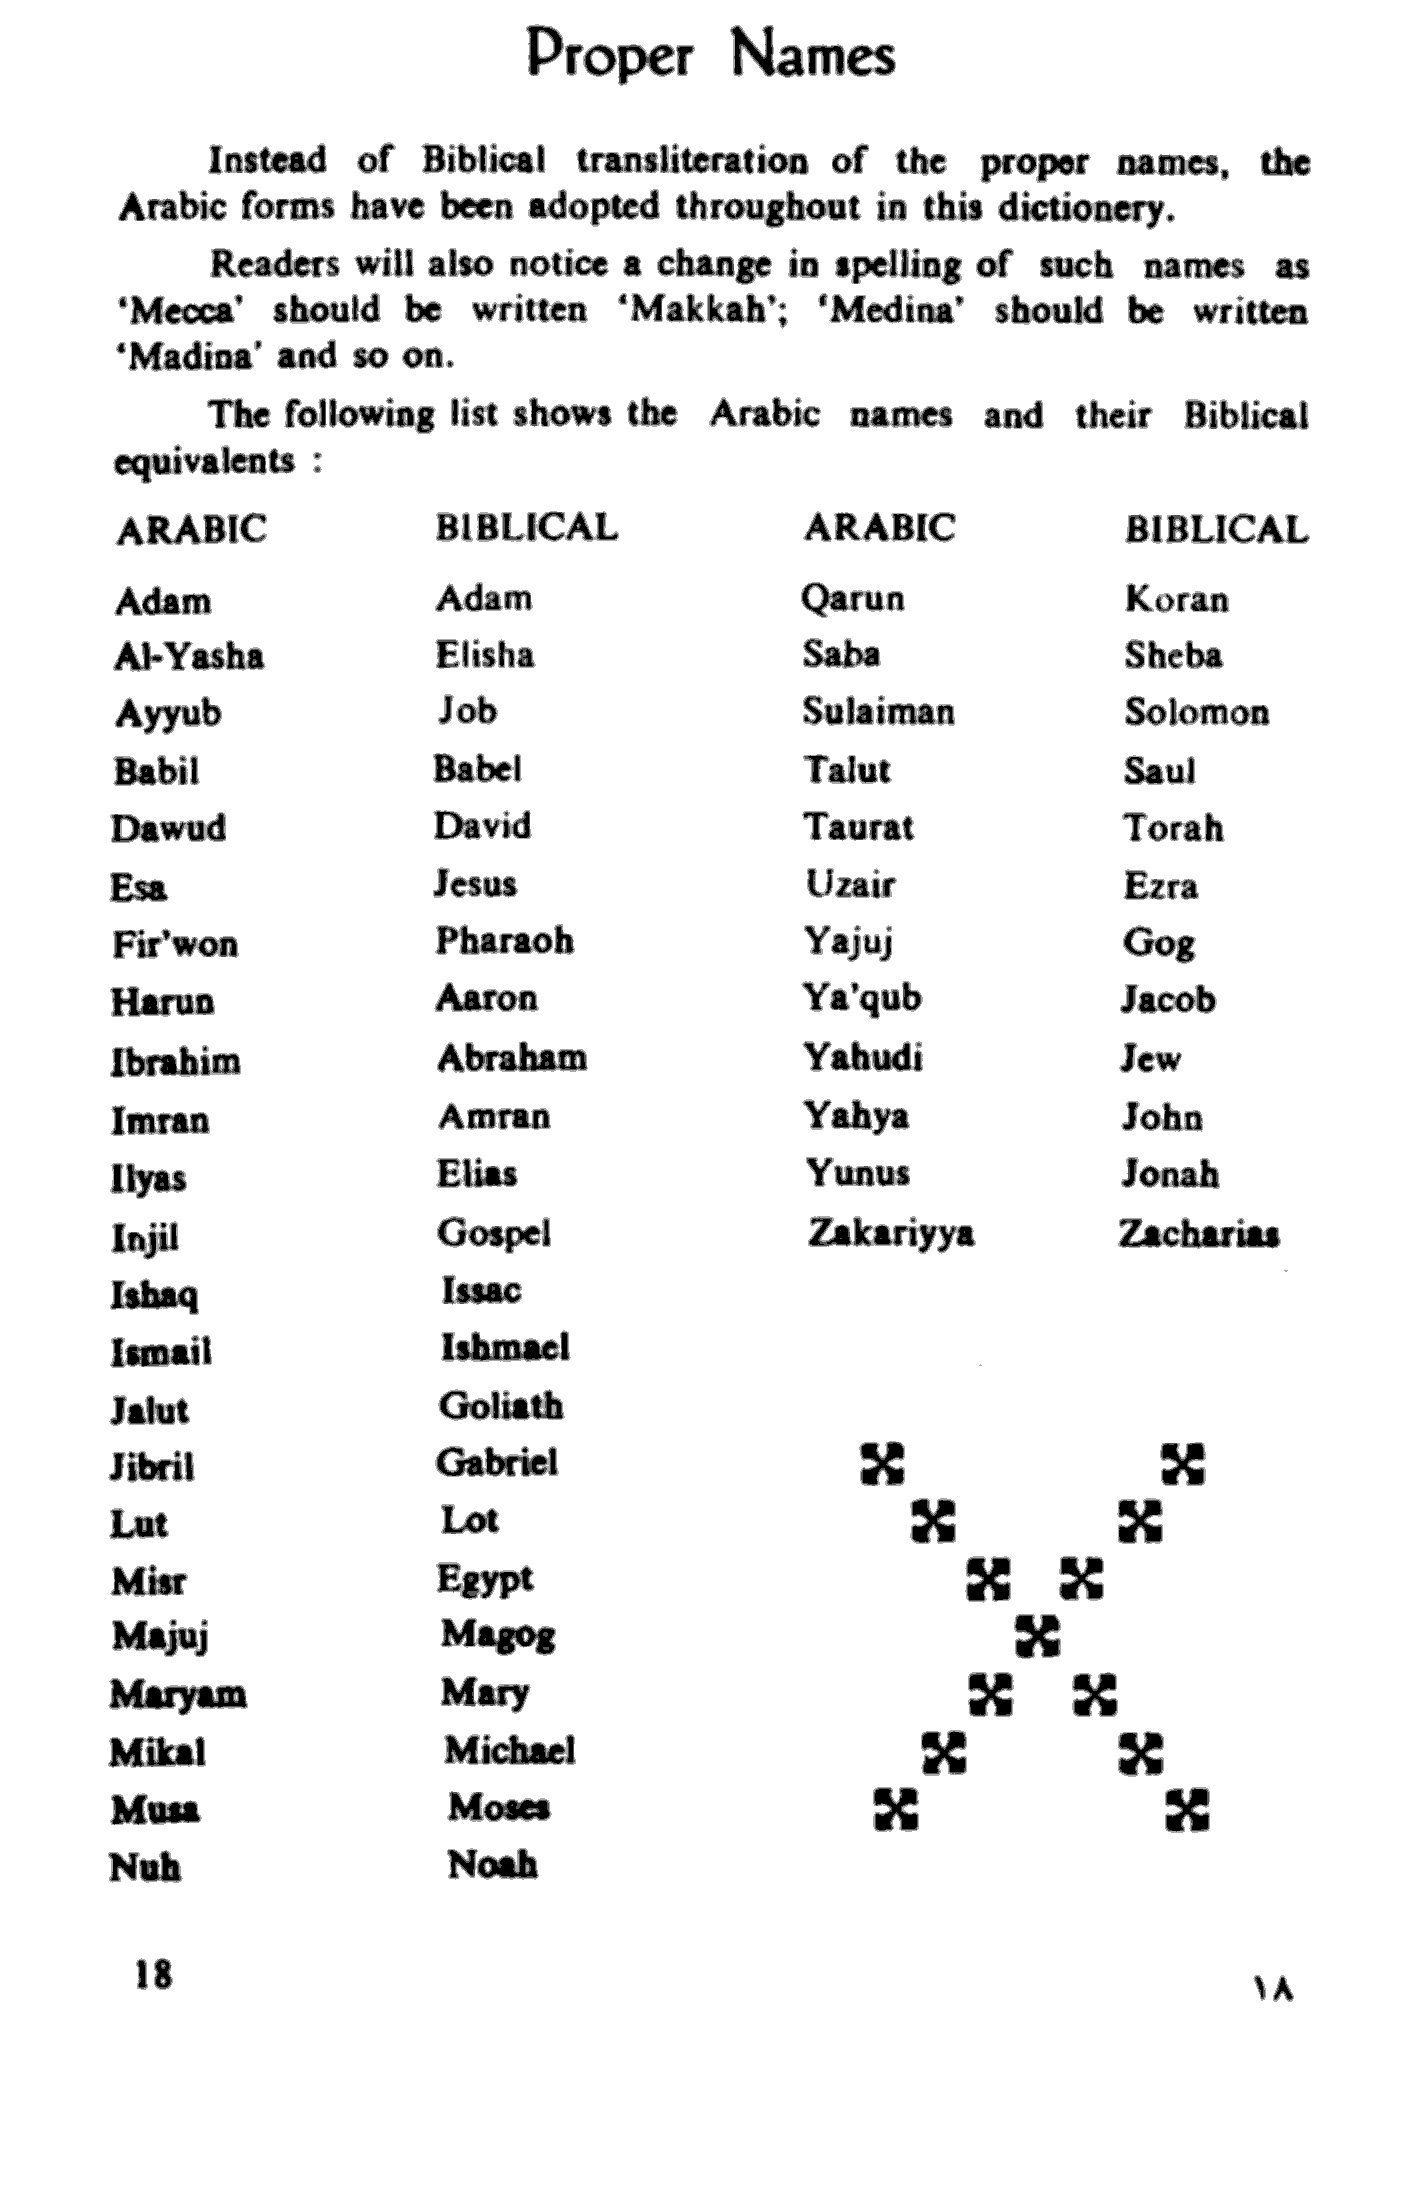 Proper Names
Instead of Biblical transliteration of the proper names, the
Arabic forms have been adopted throughout in this dictionery.
Readers will also notice a change in spelling of such names as
‘Mecca’ should be written ‘Makkah’; ‘Medina’ should be written
‘Madina’ and so on.
The following list shows the Arabic names and their Biblical
equivalents :
ARABIC BIBLICAL ARABIC BIBLICAL
Adam Adam Qarun Koran
Al-Yasha Elisha Saba Sheba
Ayyub Job Sulaiman Solomon
Babil Babel Talut Saul
Dawud David Taurat Torah
Esa Jesus Uzair Ezra
Fir’won Pharaoh Yajuj Gog
Harun Aaron Ya’qub Jacob
Ibrahim Abraham Yahudi Jew
Imran Amran Yahya John
Ilyas Elias Yunus Jonah
Injil Gospel Zakariyya Zacharias
Ishaq Issac
Ismail Ishmael
Jalut Goliath
Jibril Gabriel
Lut Lot
Misr Egypt
Majuj Magog
Maryam Mary
Mikal Michael
Musa Moses
Nuh Noah
18 ١٨